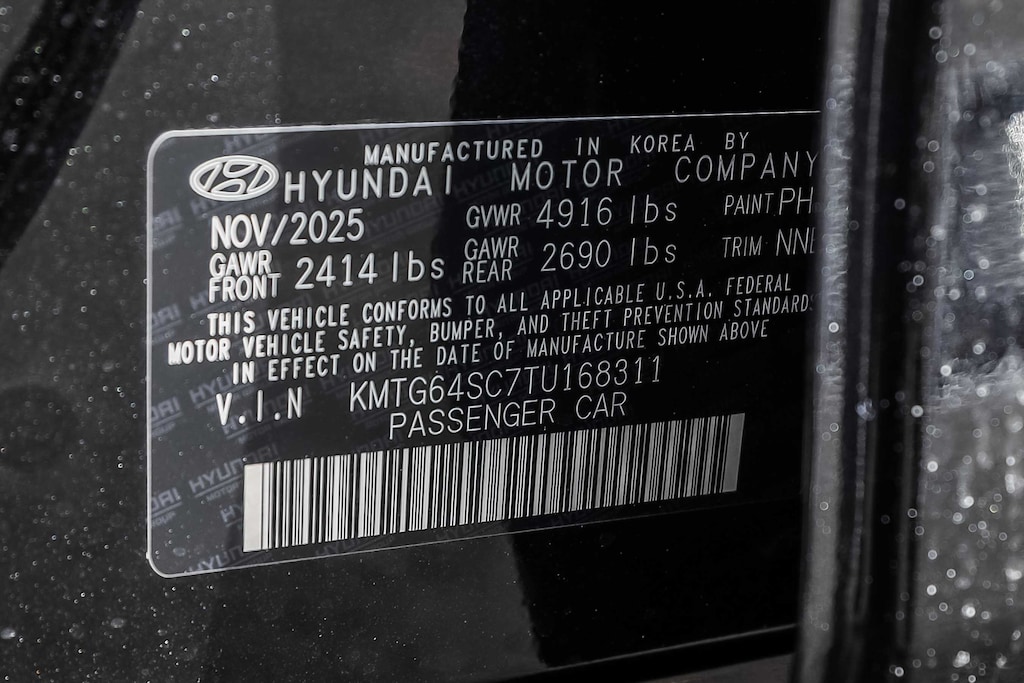 MANUFACTURED IN KOREA BY
HYUNDAI MOTOR COMPANY
NOV/2025 GVWR 4916 lbs PAINT PH
GAWR FRONT 2414 lbs GAWR REAR 2690 lbs TRIM
THIS VEHICLE CONFORMS TO ALL APPLICABLE U.S.A. FEDERAL
MOTOR VEHICLE SAFETY, BUMPER, AND THEFT PREVENTION STANDARDS
IN EFFECT ON THE DATE OF MANUFACTURE SHOWN ABOVE
V.I.N KMTG64SC7TU168311
PASSENGER CAR